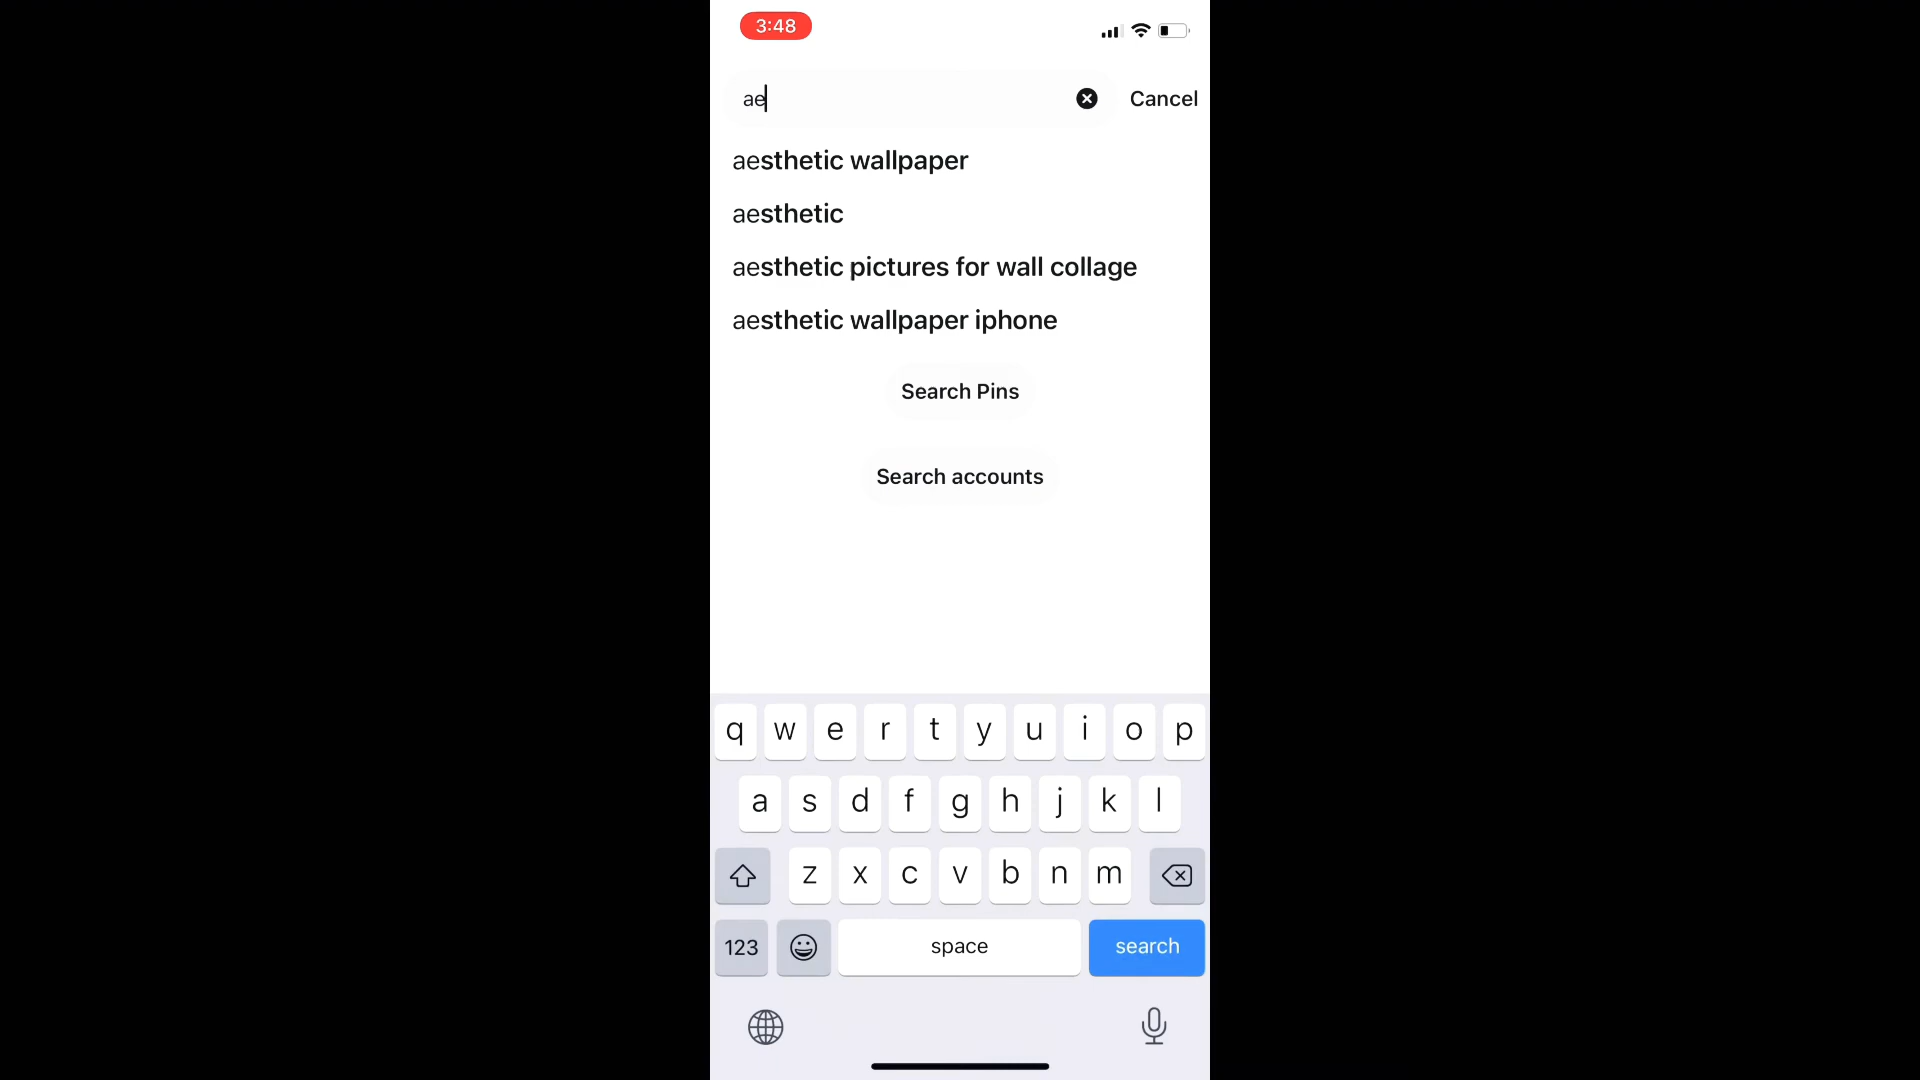 3:48
ae Cancel
aesthetic wallpaper
aesthetic
aesthetic pictures for wall collage
aesthetic wallpaper iphone
Search Pins
Search accounts
q w e r t y u i o p
a s d f g h j k l
z x c v b n m
123 space search